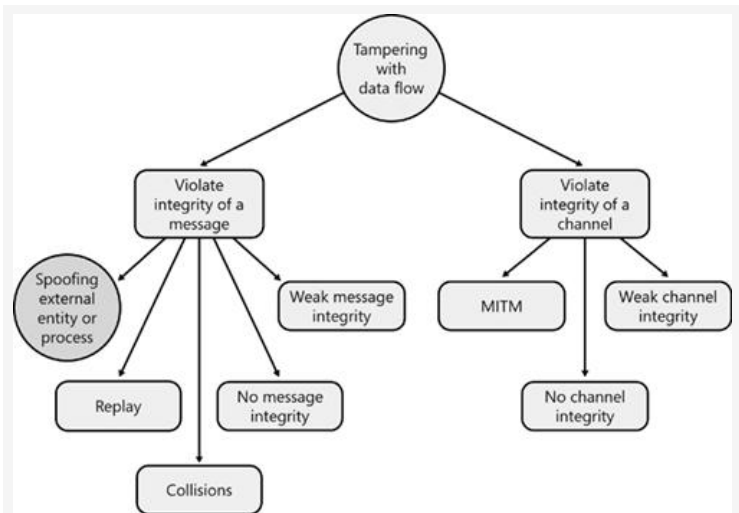 Tampering
with
data flow
Violate
integrity of a
message
Violate
integrity of a
channel
Spoofing
external
entity or
process
Weak message
integrity
MITM
Weak channel
integrity
Replay
No message
integrity
No channel
integrity
Collisions